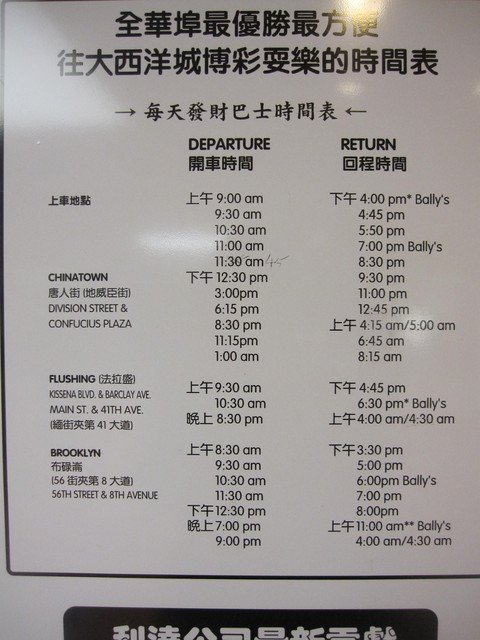 全華埠最優勝最方便
往大西洋城博彩耍樂的時間表
→ 每天發財巴士時間表 ←
DEPARTURE RETURN
開車時間 回程時間
上車地點 上午 9:00 am 下午 4:00 pm* Bally's
9:30 am 4:45 pm
10:30 am 5:50 pm
11:00 am 7:00 pm Bally's
11:30 am 45 8:30 pm
CHINATOWN 下午 12:30 pm 9:30 pm
唐人街 (地威臣街) 3:00pm 11:00 pm
DIVISION STREET & 6:15 pm 12:45 pm
CONFUCIUS PLAZA 8:30 pm 上午 4:15 am/5:00 am
11:15pm 6:45 am
1:00 am 8:15 am
FLUSHING (法拉盛) 上午 9:30 am 下午 4:45 pm
KISSENA BLVD. & BARCLAY AVE. 10:30 am 6:30 pm* Bally's
MAIN ST. & 41TH AVE. 晚上 8:30 pm 上午 4:00 am/4:30 am
(緬街夾第 41 大道)
BROOKLYN 上午 8:30 am 下午 3:30 pm
布碌崙 9:30 am 5:00 pm
(56 街夾第 8 大道) 10:30 am 6:00pm Bally's
56TH STREET & 8TH AVENUE 11:30 am 7:00 pm
下午 12:30 pm 8:00pm
晚上 7:00 pm 上午 11:00 am** Bally's
9:00 pm 4:00 am/4:30 am